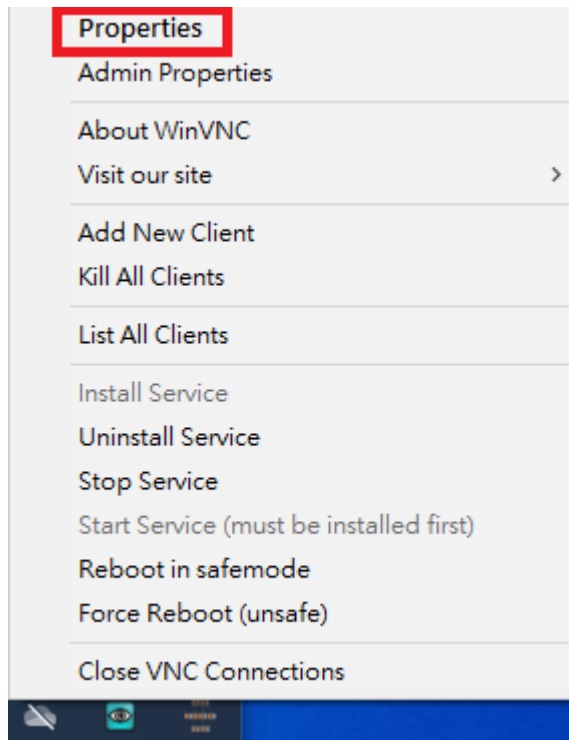 Properties
Admin Properties
About WinVNC
Visit our site
Add New Client
Kill All Clients
List All Clients
Install Service
Uninstall Service
Stop Service
Start Service (must be installed first)
Reboot in safemode
Force Reboot (unsafe)
Close VNC Connections